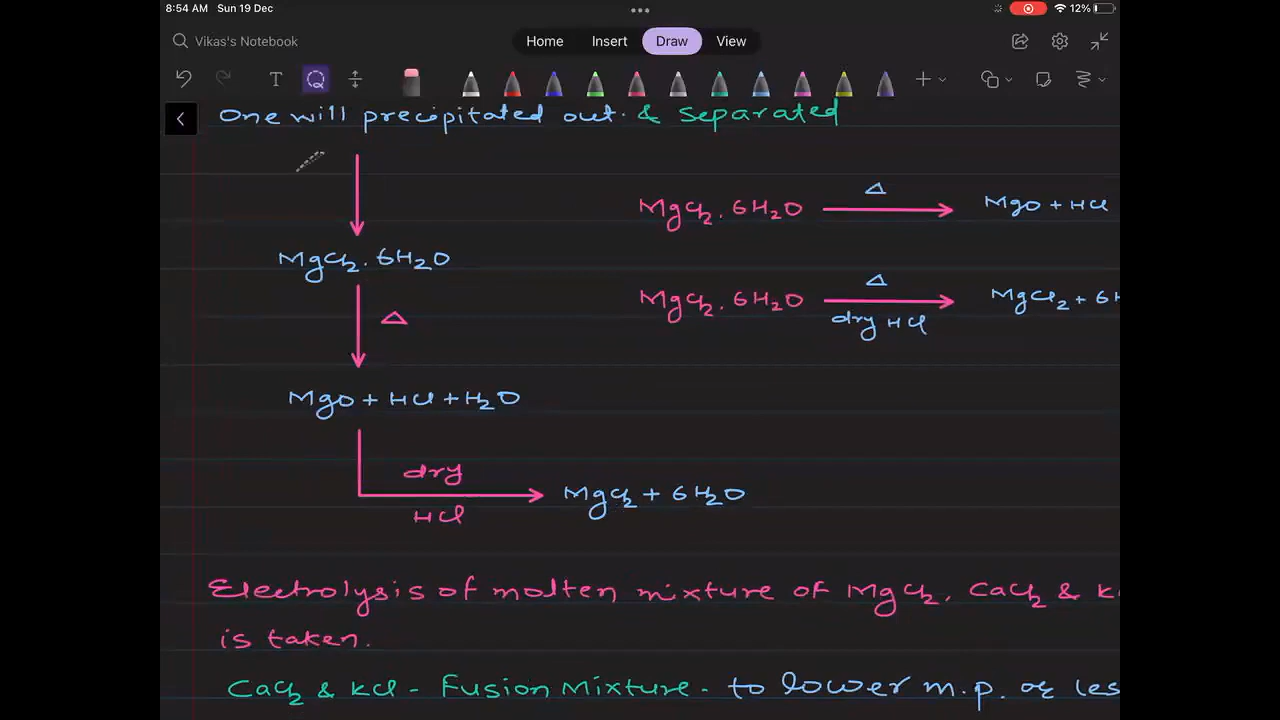 8:54 AM Sun 19 Dec
12%
Vikas's Notebook
Home Insert Draw View
One will precipitated out. & Separated
MgCl2. 6H2O Δ MgO + HCl
MgCl2. 6H2O
MgCl2. 6H2O Δ dry HCl MgCl2 + 6H
Δ
MgO + HCl + H2O
dry
HCl
MgCl2 + 6H2O
Electrolysis of molten mixture of MgCl2, CaCl2 & K
is taken.
CaCl2 & KCl - Fusion Mixture - to lower m.p. or les